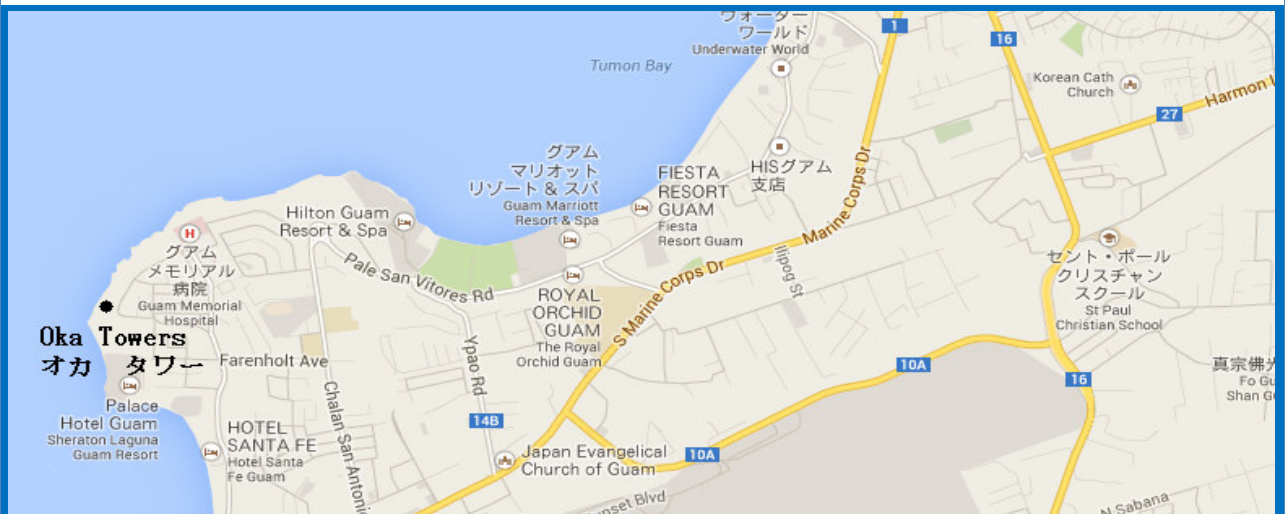 ウォーター
ワールド
Underwater World
Tumon Bay
1
16
Korean Cath
Church
27
Harmon
グアム
マリオット
リゾート & スパ
Guam Marriott
Resort & Spa
FIESTA
RESORT
GUAM
Fiesta
Resort Guam
HISグアム
支店
Marine Corps Dr
Hilton Guam
Resort & Spa
グアム
メモリアル
病院
Guam Memorial
Hospital
H
Pale San Vitores Rd
Ilipog St
セント・ポール
クリスチャン
スクール
St Paul
Christian School
ROYAL
ORCHID
GUAM
The Royal
Orchid Guam
S Marine Corps Dr
Oka Towers
オカ タワー
Farenholt Ave
Ypao Rd
10A
16
真宗佛光
Fo Gu
Shan G
Palace
Hotel Guam
Sheraton Laguna
Guam Resort
Chalan San Antonio
14B
HOTEL
SANTA FE
Hotel Santa
Fe Guam
Japan Evangelical
Church of Guam
10A
unset Blvd
N Sabana